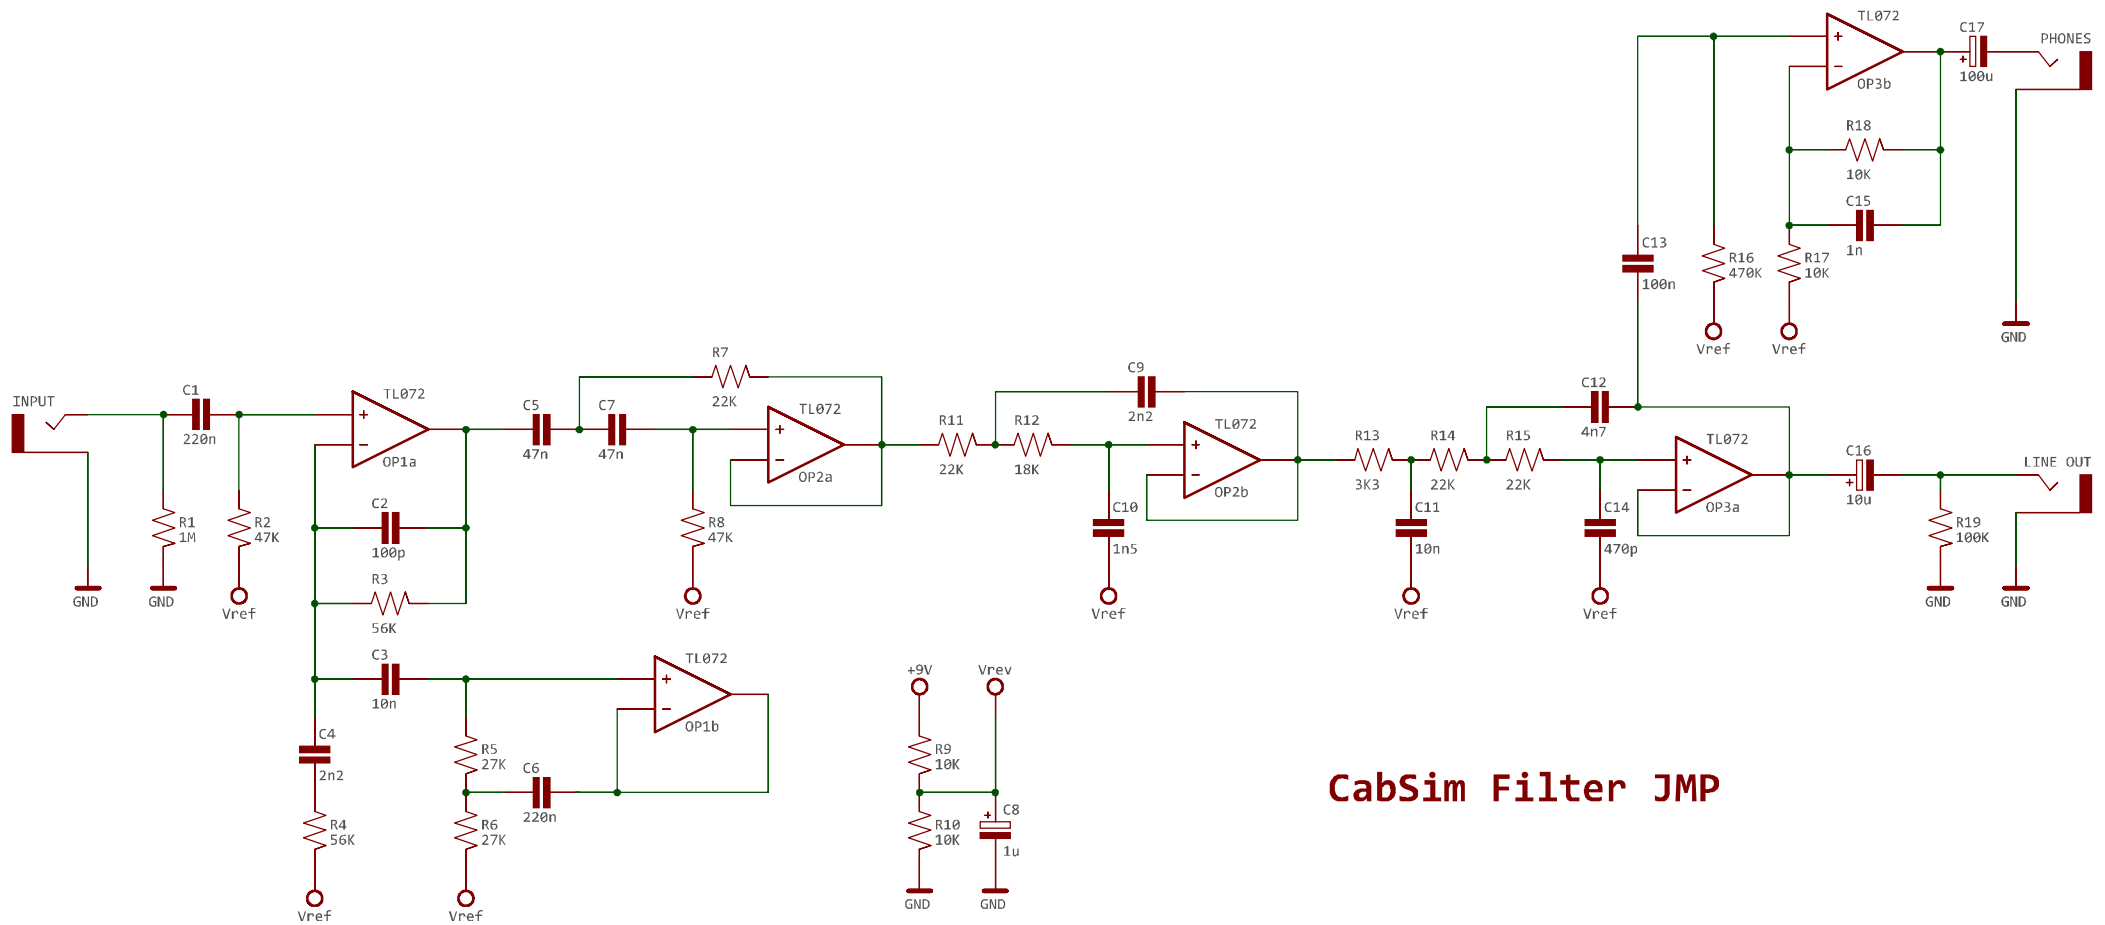 TL072
+
−
OP3b
C17
+
100u
PHONES
R18
10K
C15
1n
C13
100n
R16
470K
R17
10K
Vref
Vref
GND
INPUT
GND
R1
1M
GND
C1
220n
R2
47K
Vref
TL072
+
−
OP1a
C2
100p
R3
56K
C3
10n
C4
2n2
R4
56K
Vref
R5
27K
R6
27K
Vref
C6
220n
TL072
+
−
OP1b
C5
47n
C7
47n
R7
22K
R8
47K
Vref
TL072
+
−
OP2a
R11
22K
R12
18K
C9
2n2
C10
1n5
Vref
TL072
+
−
OP2b
R13
3K3
R14
22K
R15
22K
C11
10n
Vref
C12
4n7
C14
470p
Vref
TL072
+
−
OP3a
C16
+
10u
LINE OUT
R19
100K
GND
GND
+9V
Vrev
R9
10K
R10
10K
+
C8
1u
GND
GND
CabSim Filter JMP